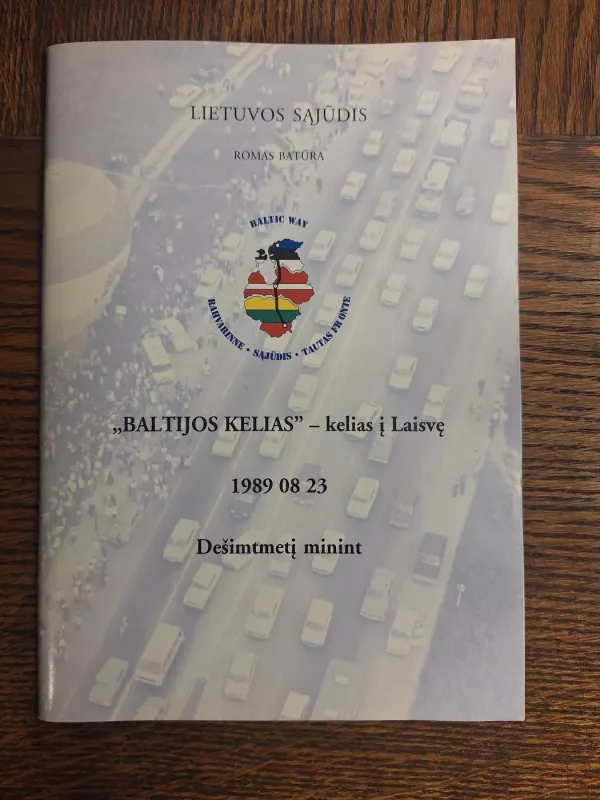 LIETUVOS SĄJŪDIS
ROMAS BATŪRA
BALTIC WAY
RAHVARINNE • SĄJŪDIS • TAUTAS FRONTE
„BALTIJOS KELIAS” – kelias į Laisvę
1989 08 23
Dešimtmetį minint